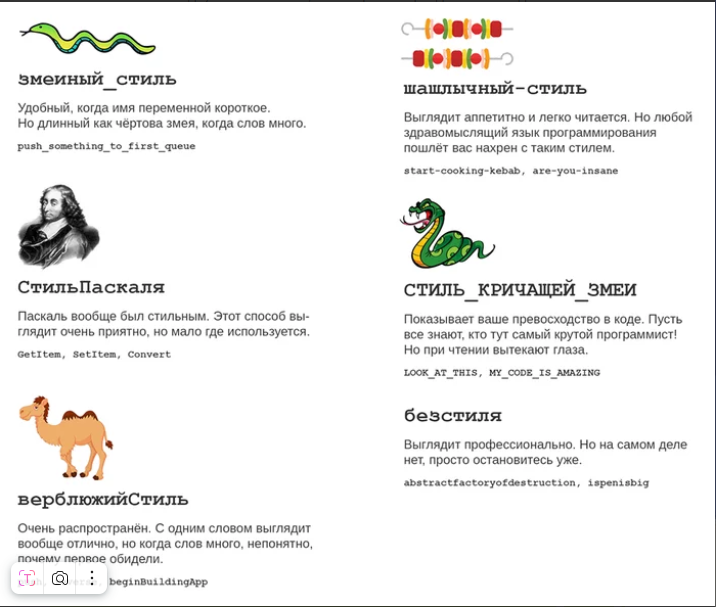 змеиный_стиль
Удобный, когда имя переменной короткое.
Но длинный как чёртова змея, когда слов много.
push_something_to_first_queue
СтильПаскаля
Паскаль вообще был стильным. Этот способ вы-
глядит очень приятно, но мало где используется.
GetItem, SetItem, Convert
верблюжийСтиль
Очень распространён. С одним словом выглядит
вообще отлично, но когда слов много, непонятно,
почему первое обидели.
beginBuildingApp
шашлычный-стиль
Выглядит аппетитно и легко читается. Но любой
здравомыслящий язык программирования
пошлёт вас нахрен с таким стилем.
start-cooking-kebab, are-you-insane
СТИЛЬ_КРИЧАЩЕЙ_ЗМЕИ
Показывает ваше превосходство в коде. Пусть
все знают, кто тут самый крутой программист!
Но при чтении вытекают глаза.
LOOK_AT_THIS, MY_CODE_IS_AMAZING
безстиля
Выглядит профессионально. Но на самом деле
нет, просто остановитесь уже.
abstractfactoryofdestruction, ispenisbig